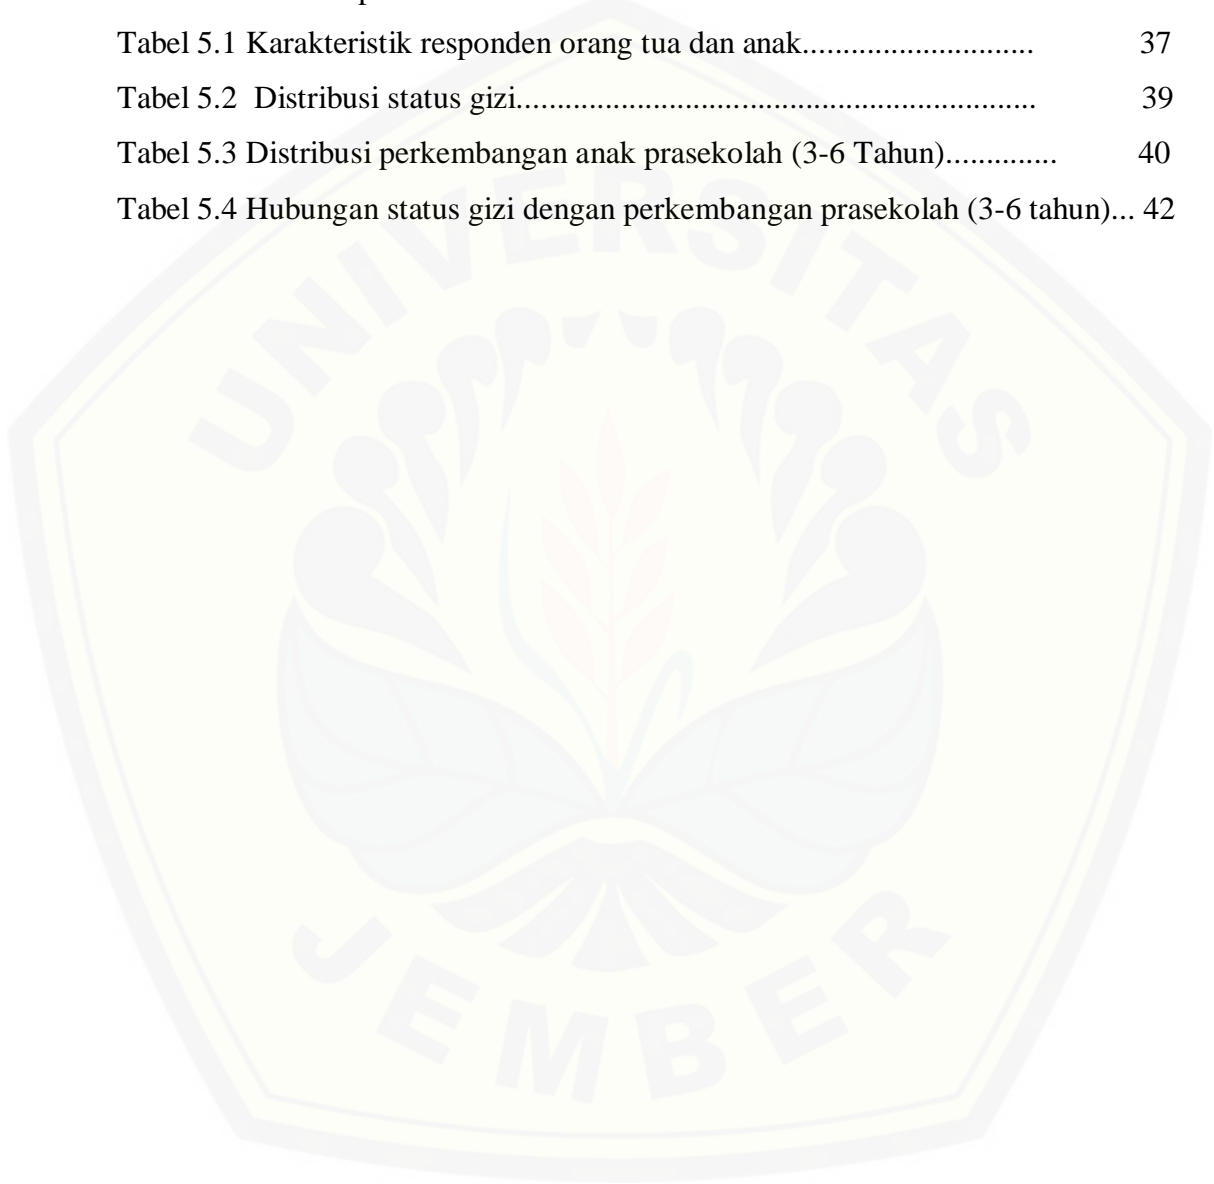 Tabel 5.1 Karakteristik responden orang tua dan anak............................ 37
Tabel 5.2  Distribusi status gizi............................................................... 39
Tabel 5.3 Distribusi perkembangan anak prasekolah (3-6 Tahun).............. 40
Tabel 5.4 Hubungan status gizi dengan perkembangan prasekolah (3-6 tahun)... 42
UNIVERSITAS
JEMBER